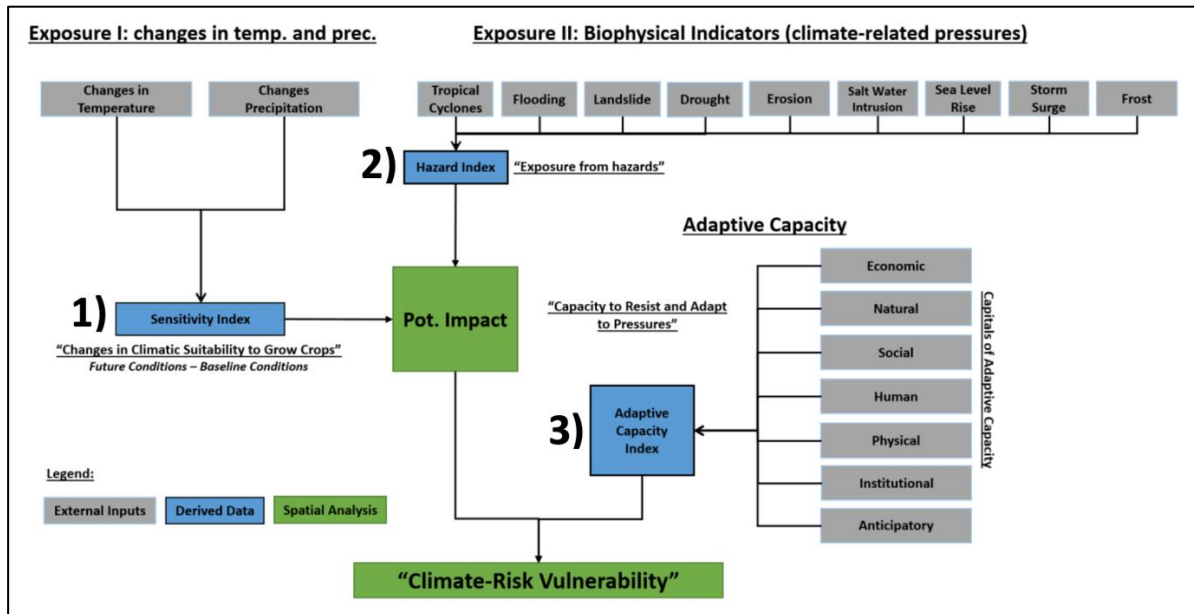 Exposure I: changes in temp. and prec.
Exposure II: Biophysical Indicators (climate-related pressures)
Changes in
Temperature
Changes
Precipitation
Tropical
Cyclones
Flooding
Landslide
Drought
Erosion
Salt Water
Intrusion
Sea Level
Rise
Storm
Surge
Frost
2)
Hazard Index
“Exposure from hazards”
Adaptive Capacity
1)
Sensitivity Index
“Changes in Climatic Suitability to Grow Crops”
Future Conditions – Baseline Conditions
Pot. Impact
“Capacity to Resist and Adapt
to Pressures”
3)
Adaptive
Capacity
Index
Economic
Natural
Social
Human
Physical
Institutional
Anticipatory
Capitals of Adaptive Capacity
Legend:
External Inputs
Derived Data
Spatial Analysis
“Climate-Risk Vulnerability”